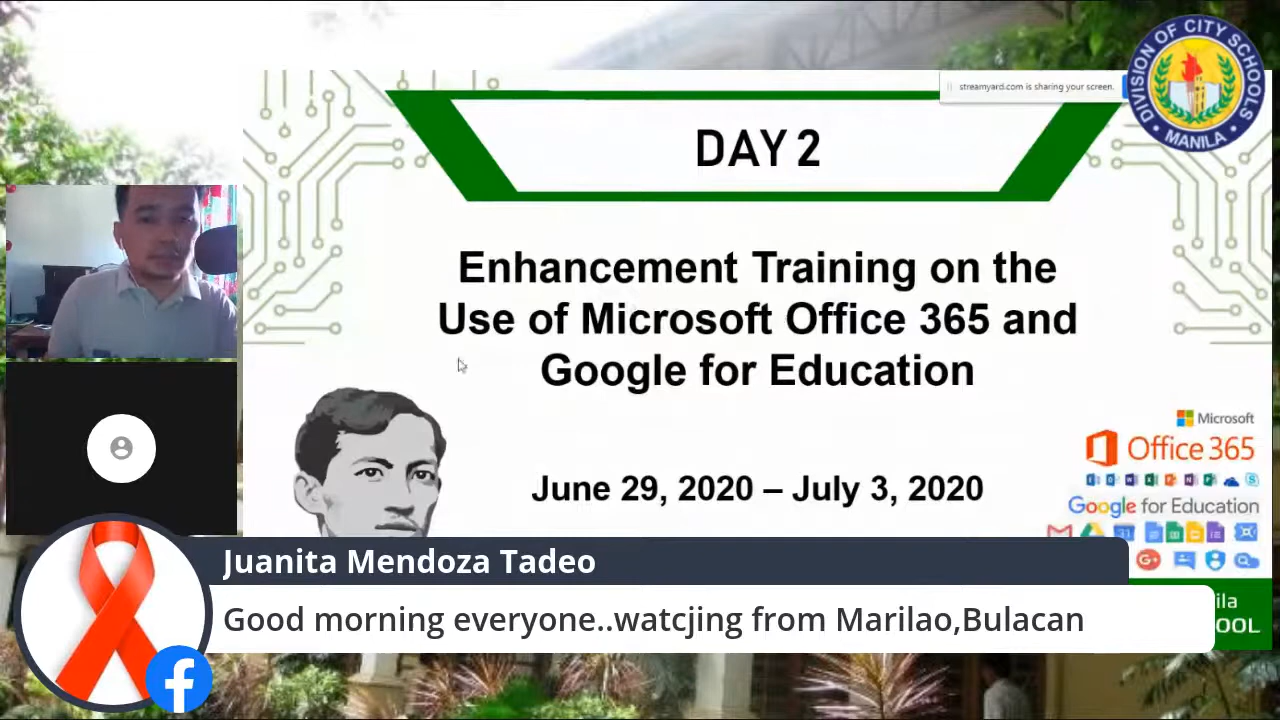 DIVISION OF CITY SCHOOLS
MANILA
streamyard.com is sharing your screen.
DAY 2
Enhancement Training on the
Use of Microsoft Office 365 and
Google for Education
June 29, 2020 – July 3, 2020
Microsoft
Office 365
Google for Education
Juanita Mendoza Tadeo
Good morning everyone..watcjing from Marilao,Bulacan
ila
OOL